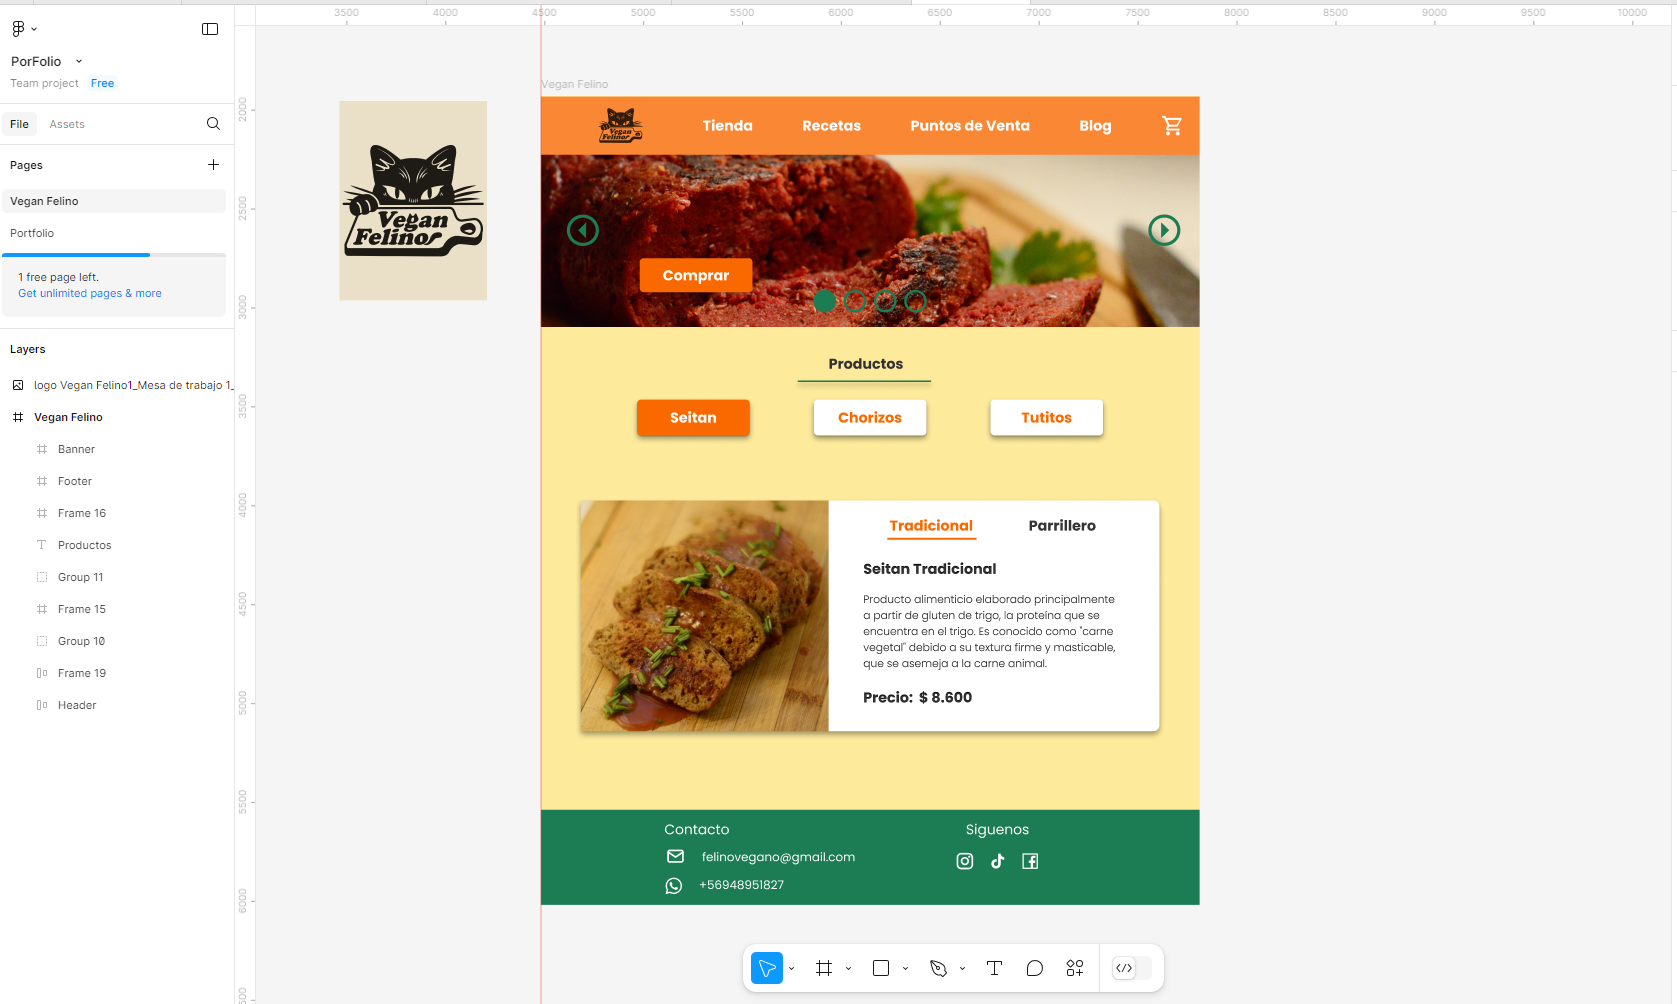 3500 4000 4500 5000 5500 6000 6500 7000 7500 8000 8500 9000 9500 10000
PorFolio
Team project Free
File Assets
Pages
Vegan Felino
Portfolio
1 free page left.
Get unlimited pages & more
Layers
logo Vegan Felino1_Mesa de trabajo 1_
Vegan Felino
Banner
Footer
Frame 16
Productos
Group 11
Frame 15
Group 10
Frame 19
Header
2000
2500
3000
3500
4000
4500
5000
5500
6000
Vegan
Felino
Vegan Felino
Vegan
Felino
Tienda Recetas Puntos de Venta Blog
Comprar
Productos
Seitan Chorizos Tutitos
Tradicional Parrillero
Seitan Tradicional
Producto alimenticio elaborado principalmente
a partir de gluten de trigo, la proteína que se
encuentra en el trigo. Es conocido como "carne
vegetal" debido a su textura firme y masticable,
que se asemeja a la carne animal.
Precio: $ 8.600
Contacto
felinovegano@gmail.com
+56948951827
Siguenos